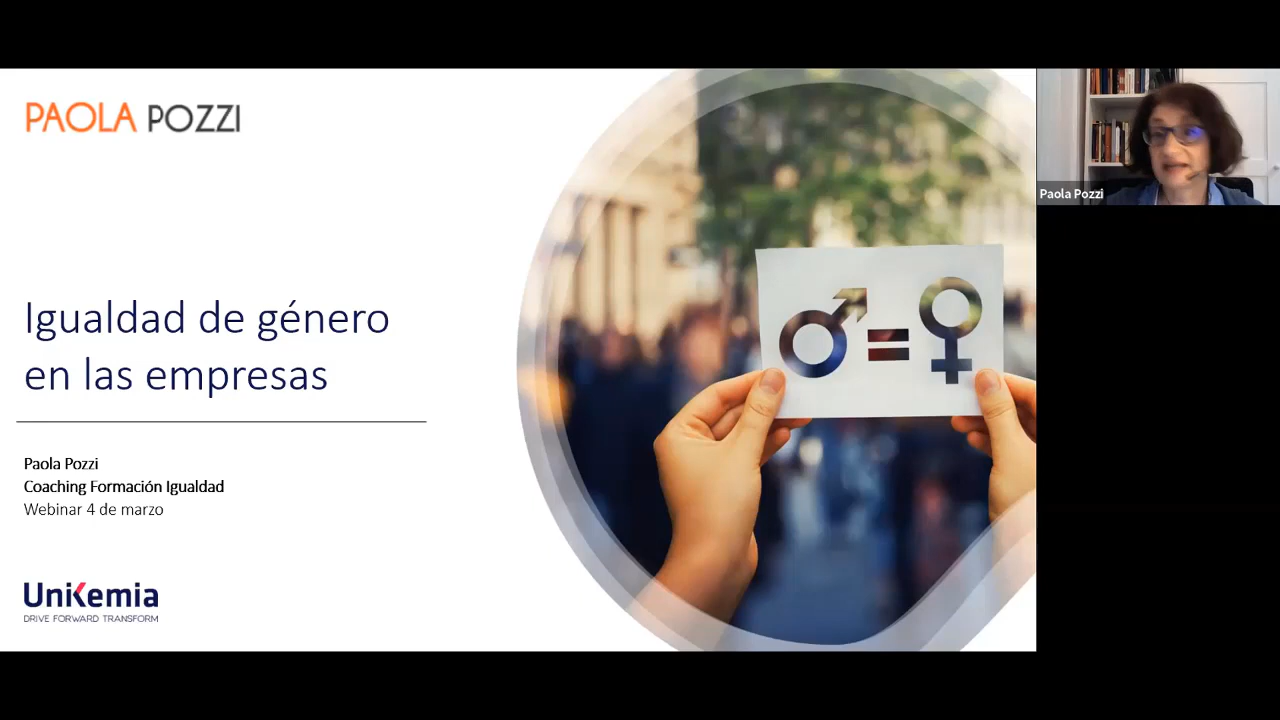 PAOLA POZZI
Igualdad de género
en las empresas
Paola Pozzi
Coaching Formación Igualdad
Webinar 4 de marzo
UniKemia
DRIVE FORWARD TRANSFORM
Paola Pozzi